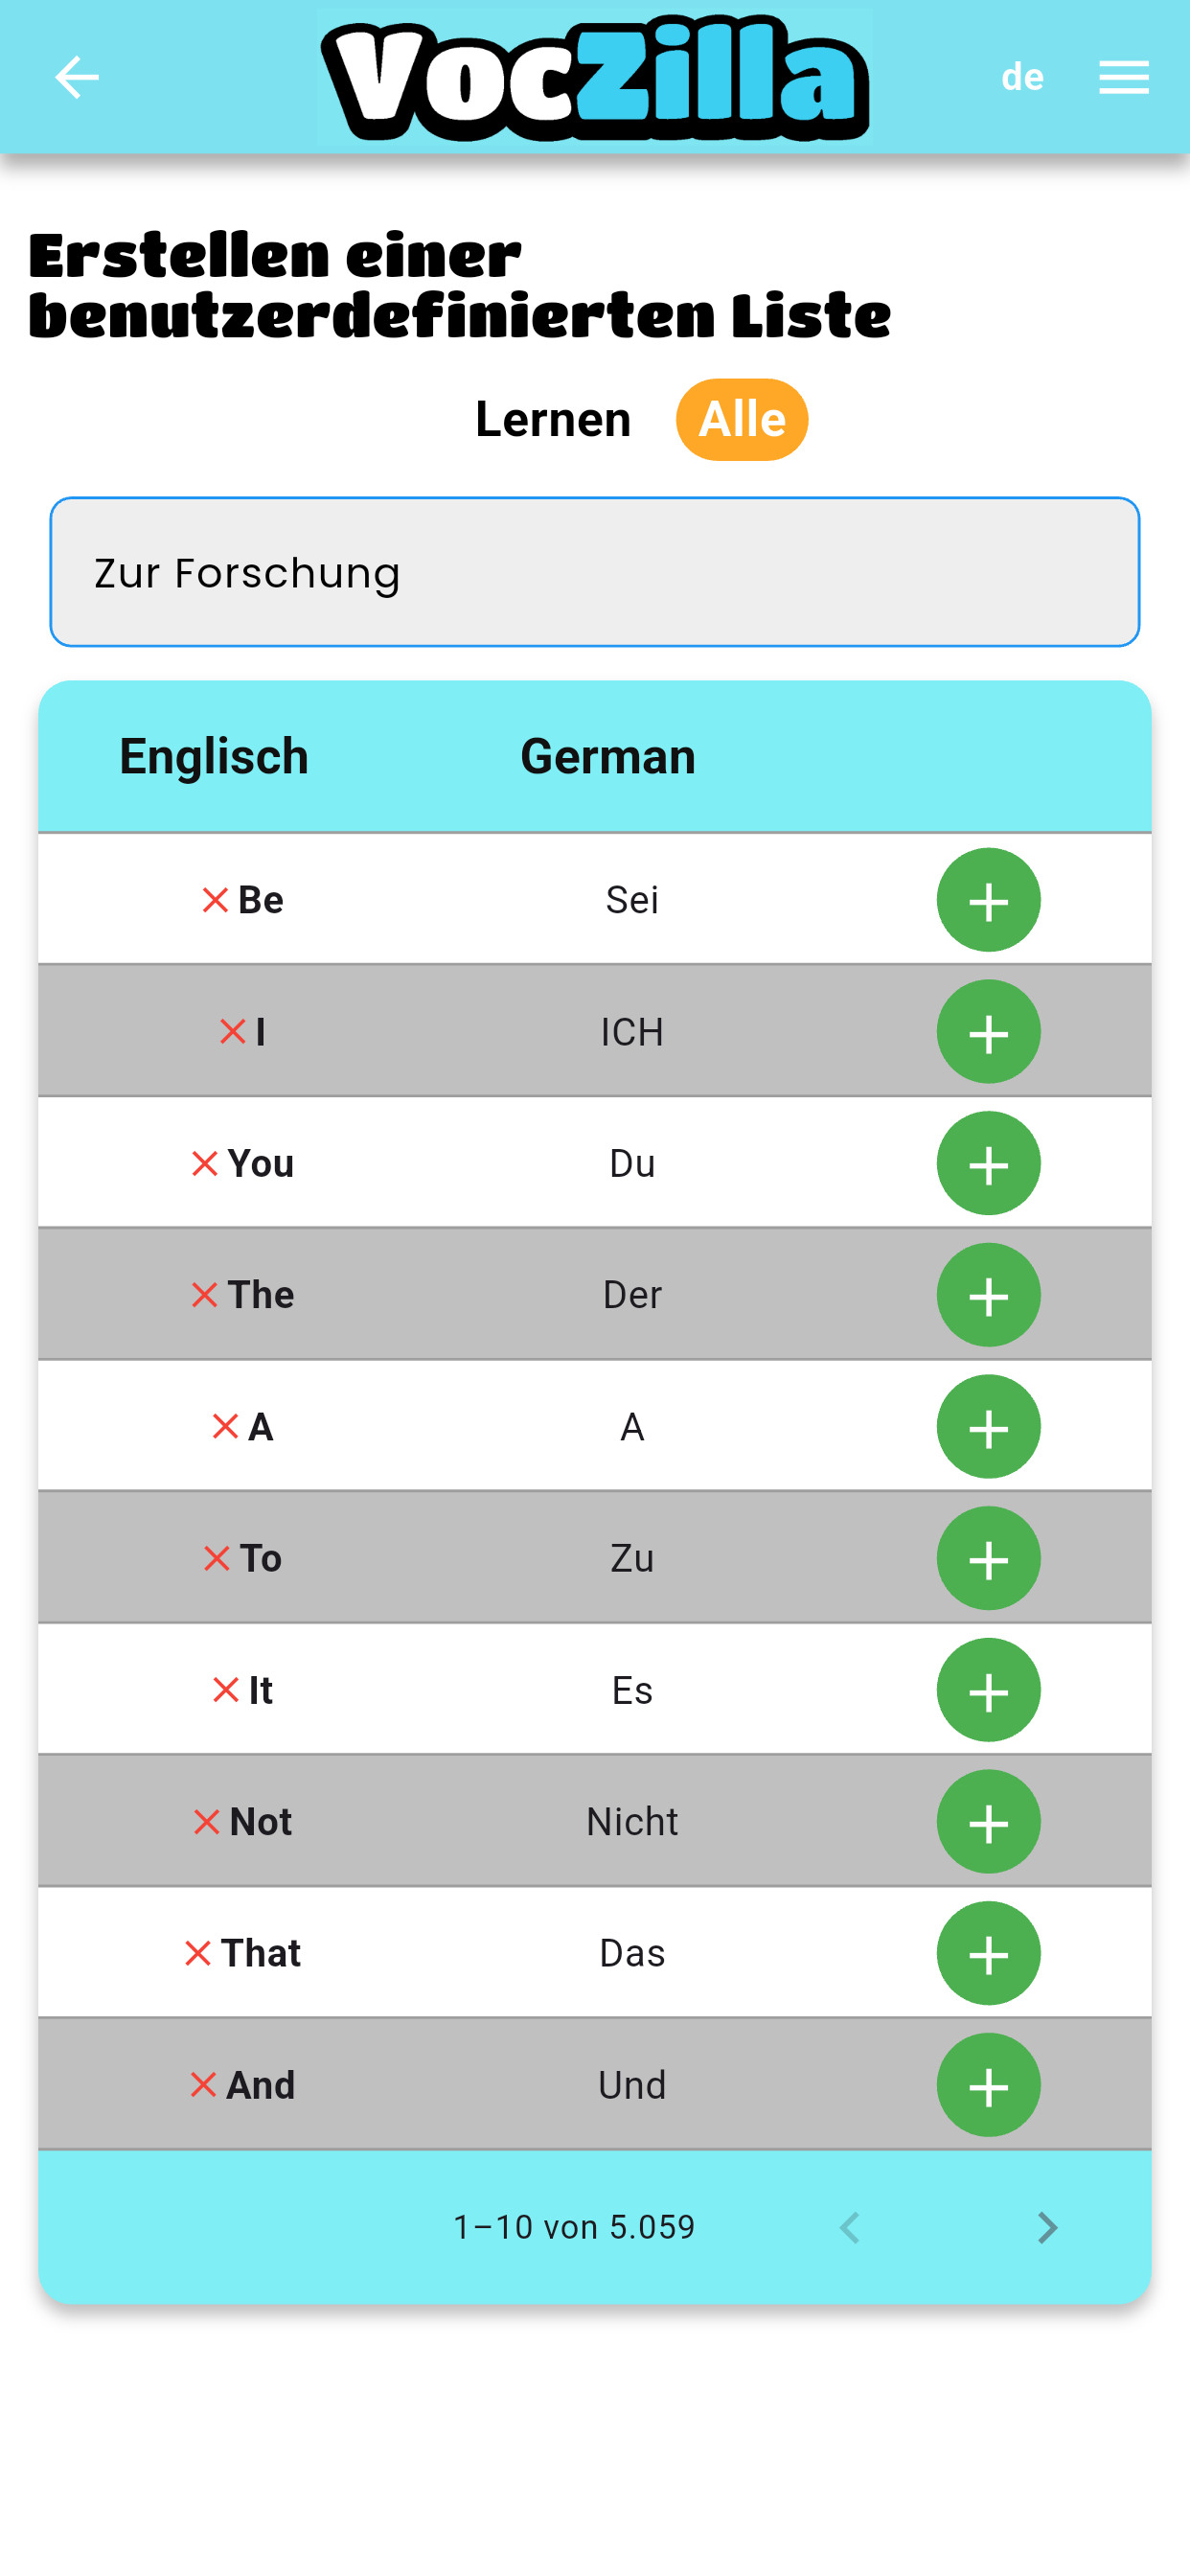 VocZilla
de
Erstellen einer
benutzerdefinierten Liste
Lernen Alle
Zur Forschung
Englisch German
Be Sei
I ICH
You Du
The Der
A A
To Zu
It Es
Not Nicht
That Das
And Und
1–10 von 5.059